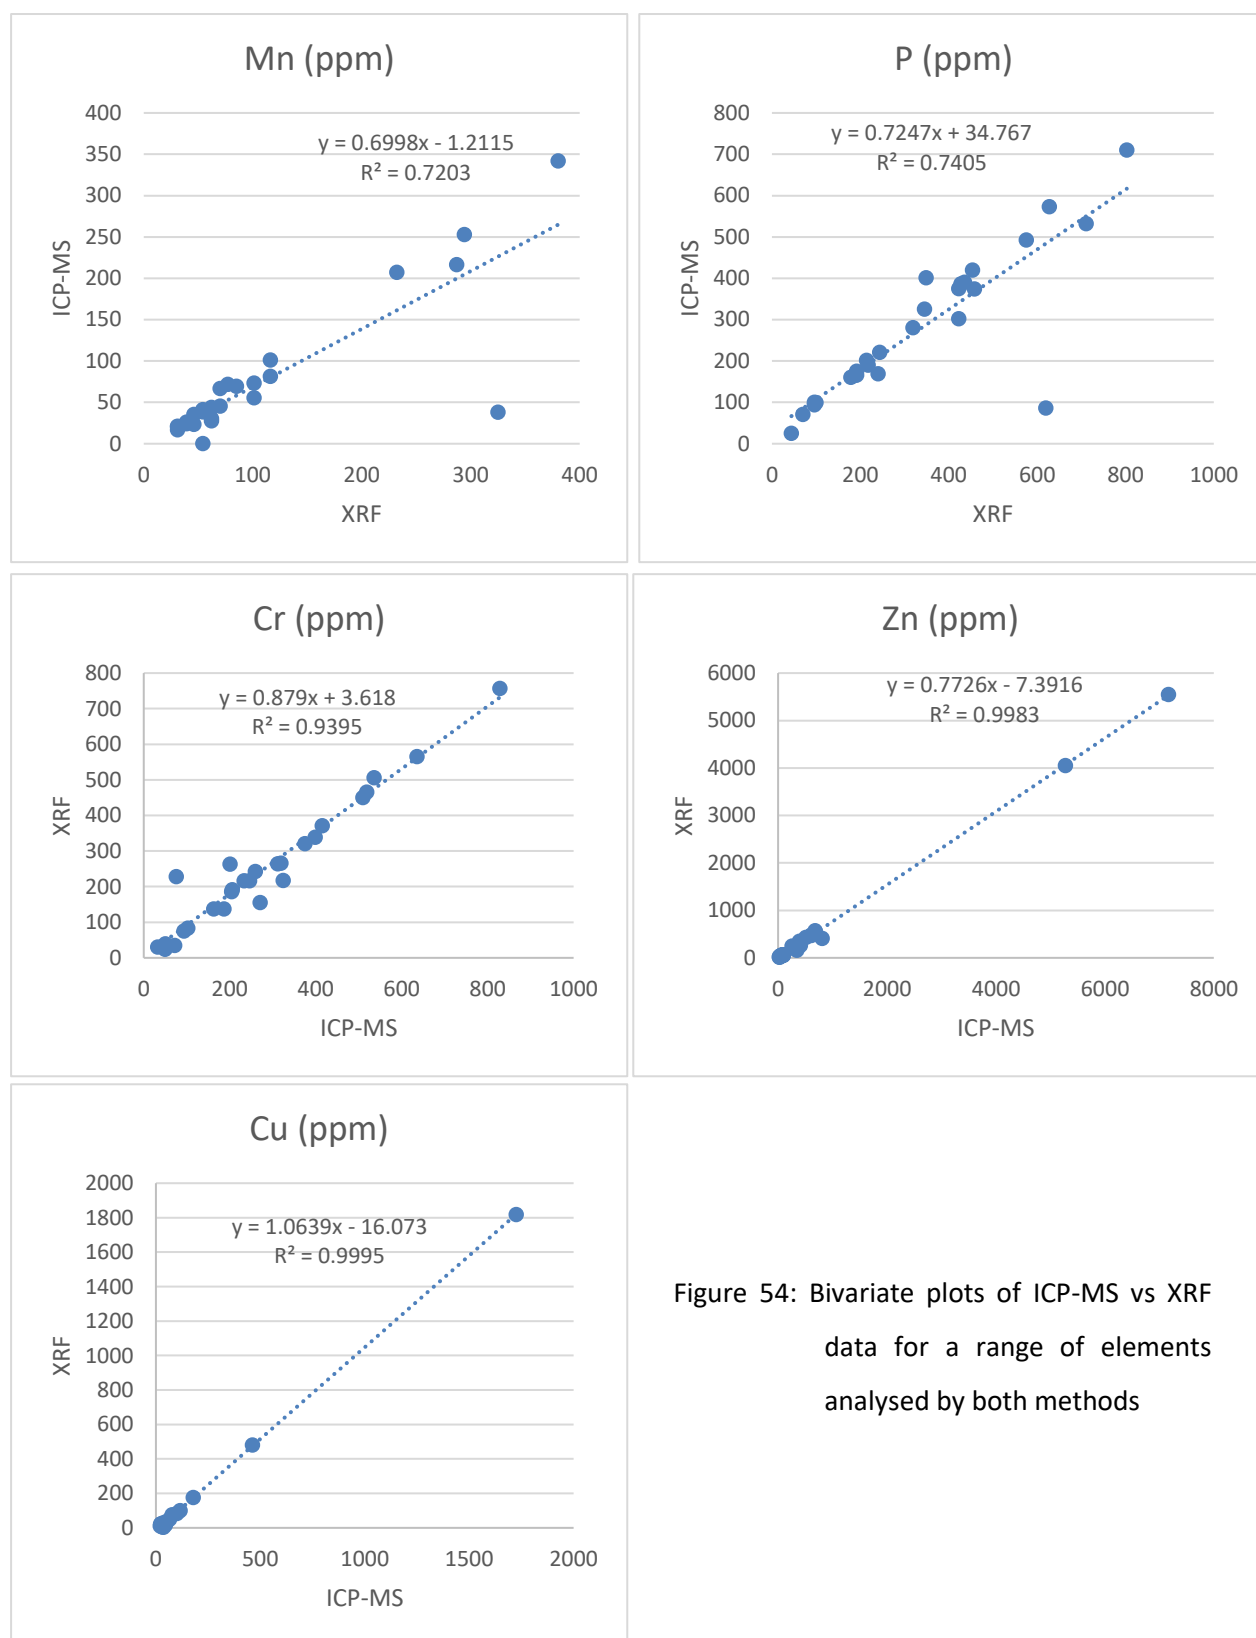 Mn (ppm)
400
350
300
250
200
150
100
50
0
y = 0.6998x - 1.2115
R² = 0.7203
0 100 200 300 400
ICP-MS
XRF
P (ppm)
800
700
600
500
400
300
200
100
0
y = 0.7247x + 34.767
R² = 0.7405
0 200 400 600 800 1000
ICP-MS
XRF
Cr (ppm)
800
700
600
500
400
300
200
100
0
y = 0.879x + 3.618
R² = 0.9395
0 200 400 600 800 1000
XRF
ICP-MS
Zn (ppm)
6000
5000
4000
3000
2000
1000
0
y = 0.7726x - 7.3916
R² = 0.9983
0 2000 4000 6000 8000
XRF
ICP-MS
Cu (ppm)
2000
1800
1600
1400
1200
1000
800
600
400
200
0
y = 1.0639x - 16.073
R² = 0.9995
0 500 1000 1500 2000
XRF
ICP-MS
Figure 54: Bivariate plots of ICP-MS vs XRF
data for a range of elements
analysed by both methods